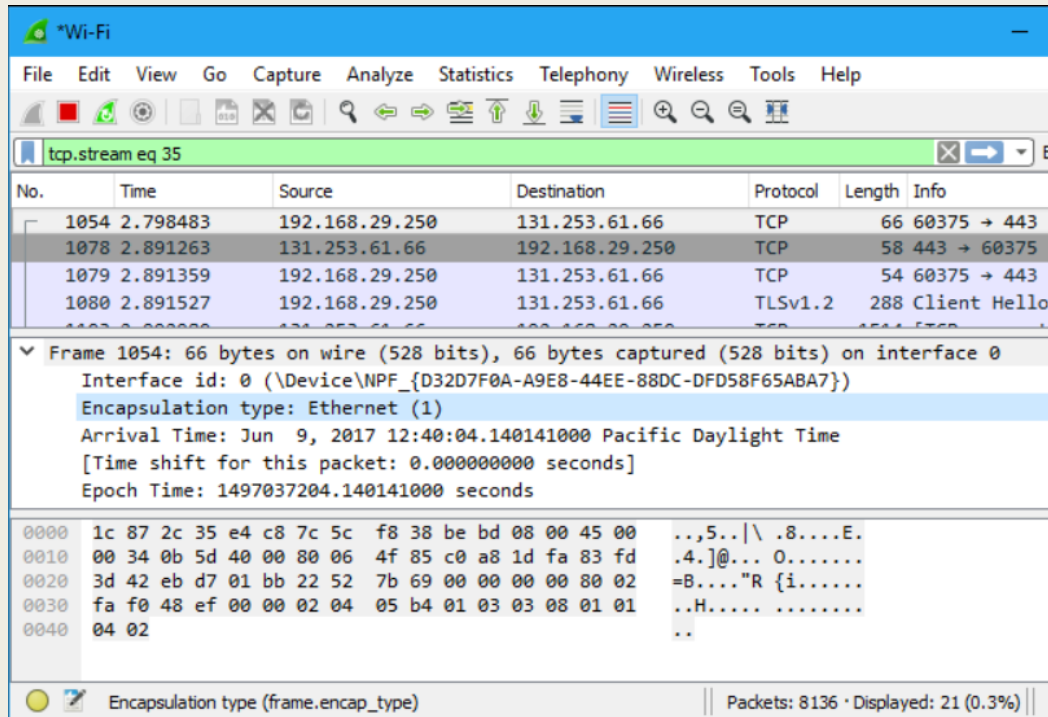 *Wi-Fi
File Edit View Go Capture Analyze Statistics Telephony Wireless Tools Help
tcp.stream eq 35
No. Time Source Destination Protocol Length Info
1054 2.798483 192.168.29.250 131.253.61.66 TCP 66 60375 → 443
1078 2.891263 131.253.61.66 192.168.29.250 TCP 58 443 → 60375
1079 2.891359 192.168.29.250 131.253.61.66 TCP 54 60375 → 443
1080 2.891527 192.168.29.250 131.253.61.66 TLSv1.2 288 Client Hello
Frame 1054: 66 bytes on wire (528 bits), 66 bytes captured (528 bits) on interface 0
Interface id: 0 (\Device\NPF_{D32D7F0A-A9E8-44EE-88DC-DFD58F65ABA7})
Encapsulation type: Ethernet (1)
Arrival Time: Jun 9, 2017 12:40:04.140141000 Pacific Daylight Time
[Time shift for this packet: 0.000000000 seconds]
Epoch Time: 1497037204.140141000 seconds
0000 1c 87 2c 35 e4 c8 7c 5c f8 38 be bd 08 00 45 00 ..,5..|\ .8....E.
0010 00 34 0b 5d 40 00 80 06 4f 85 c0 a8 1d fa 83 fd .4.]@... O.......
0020 3d 42 eb d7 01 bb 22 52 7b 69 00 00 00 00 80 02 =B...."R {i......
0030 fa f0 48 ef 00 00 02 04 05 b4 01 03 03 08 01 01 ..H..... ........
0040 04 02 ..
Encapsulation type (frame.encap_type) Packets: 8136 · Displayed: 21 (0.3%)